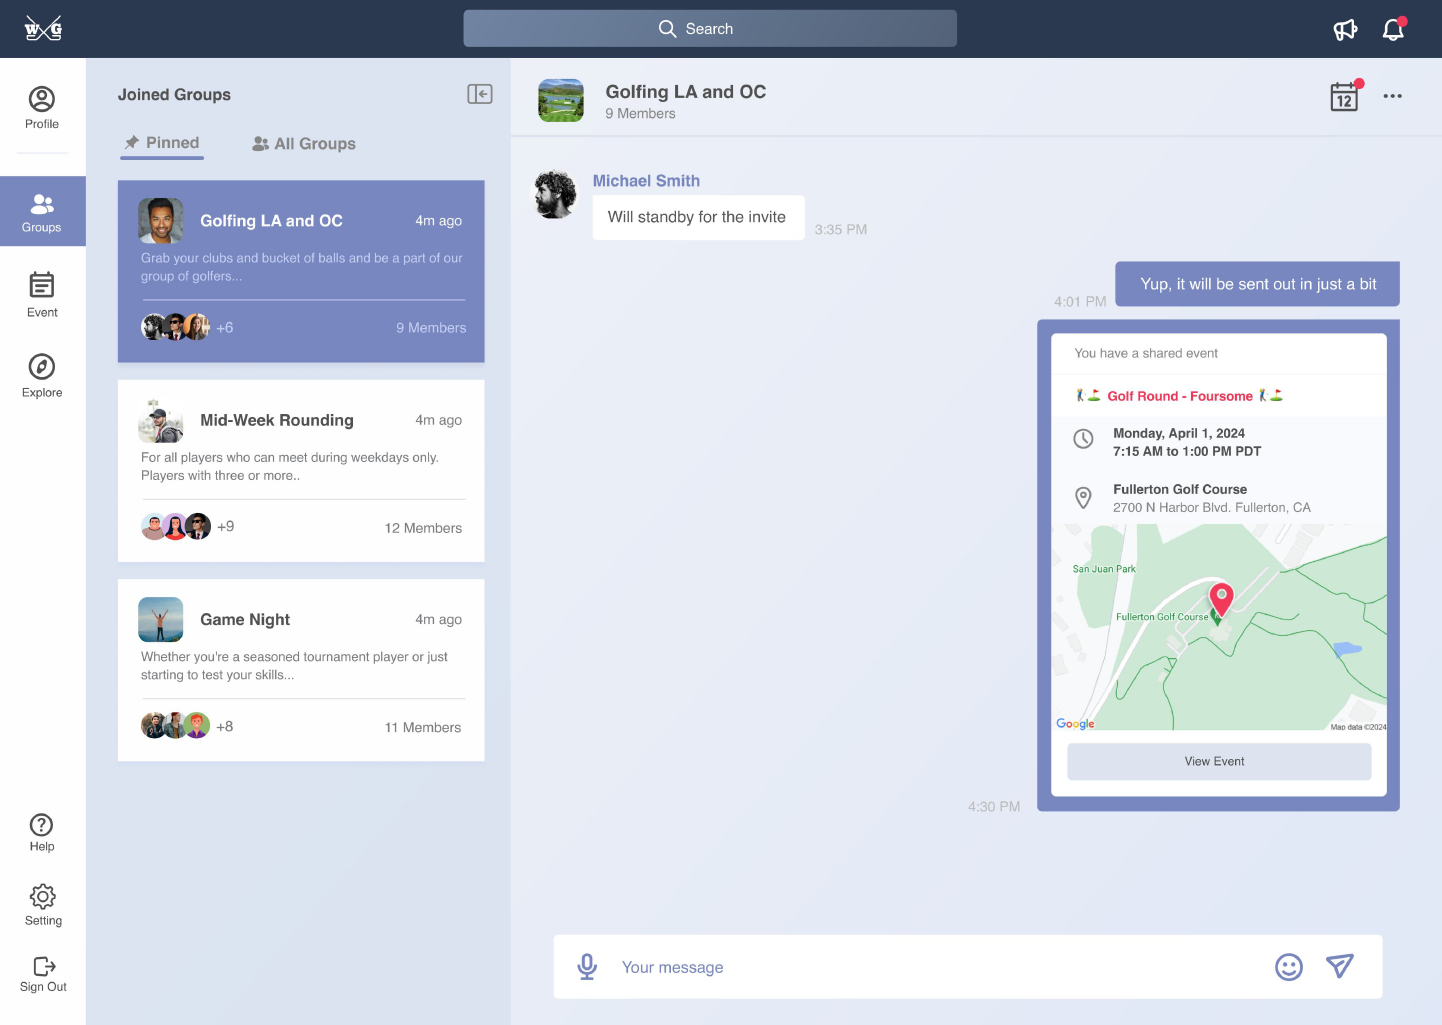 W G
Search
Profile
Groups
Event
Explore
Help
Setting
Sign Out
Joined Groups
Pinned
All Groups
Golfing LA and OC
4m ago
Grab your clubs and bucket of balls and be a part of our
group of golfers...
+6
9 Members
Mid-Week Rounding
4m ago
For all players who can meet during weekdays only.
Players with three or more..
+9
12 Members
Game Night
4m ago
Whether you're a seasoned tournament player or just
starting to test your skills...
+8
11 Members
Golfing LA and OC
9 Members
12
Michael Smith
Will standby for the invite
3:35 PM
Yup, it will be sent out in just a bit
4:01 PM
You have a shared event
Golf Round - Foursome
Monday, April 1, 2024
7:15 AM to 1:00 PM PDT
Fullerton Golf Course
2700 N Harbor Blvd. Fullerton, CA
San Juan Park
Fullerton Golf Course
Google
Map data ©2024
View Event
4:30 PM
Your message